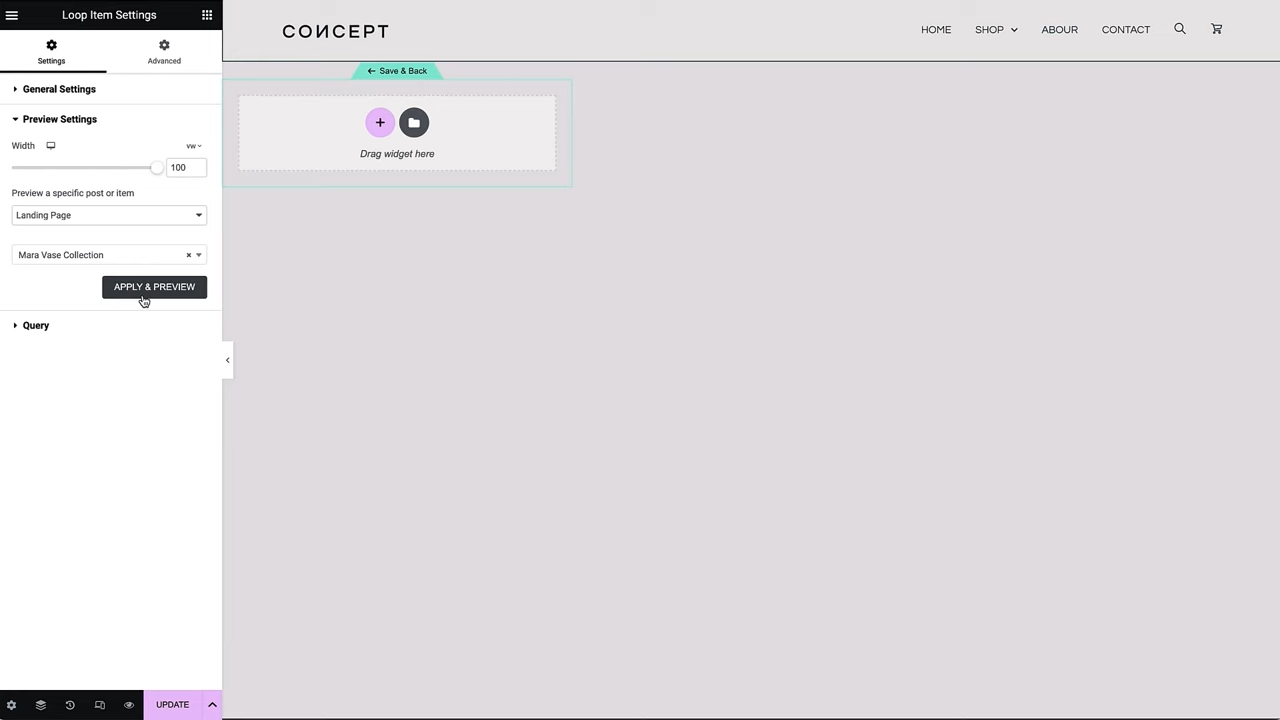 Loop Item Settings
Settings
Advanced
General Settings
Preview Settings
Width
vw
100
Preview a specific post or item
Landing Page
Mara Vase Collection
APPLY & PREVIEW
Query
UPDATE
CONCEPT
HOME SHOP ABOUR CONTACT
Save & Back
Drag widget here